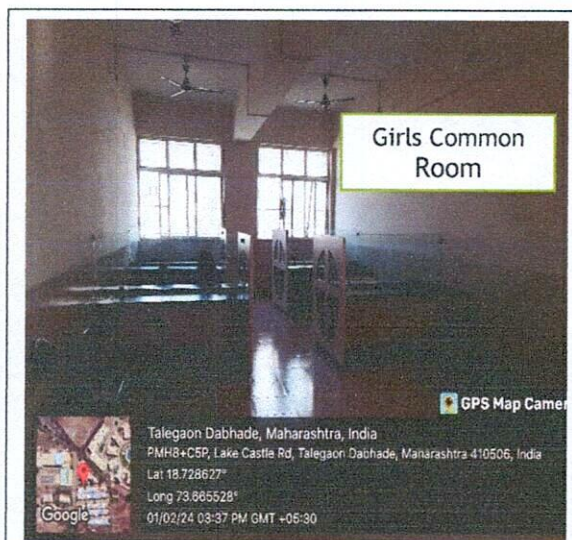 Girls Common
Room
GPS Map Camer
Talegaon Dabhade, Maharashtra, India
PMH8+C5P, Lake Castle Rd, Talegaon Dabhade, Maharashtra 410506, India
Lat 18.728627°
Long 73.665528°
Google
01/02/24 03:37 PM GMT +05:30